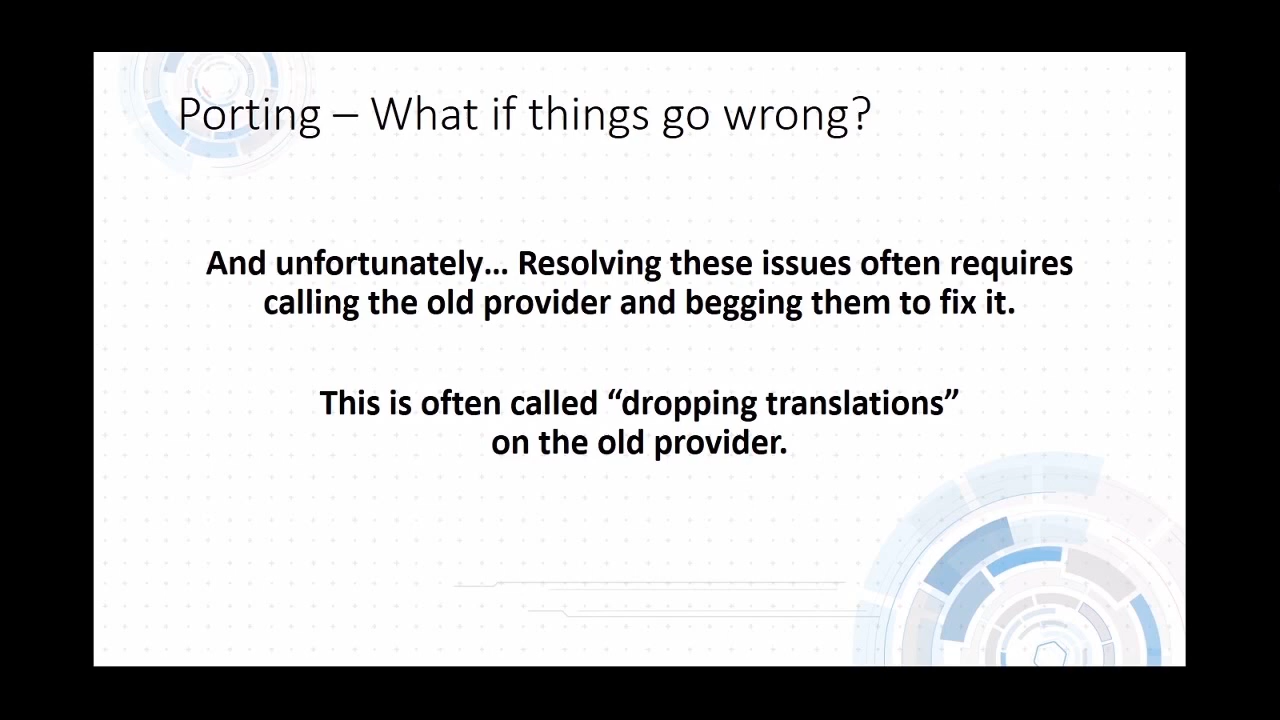 Porting – What if things go wrong?
And unfortunately… Resolving these issues often requires
calling the old provider and begging them to fix it.
This is often called “dropping translations”
on the old provider.